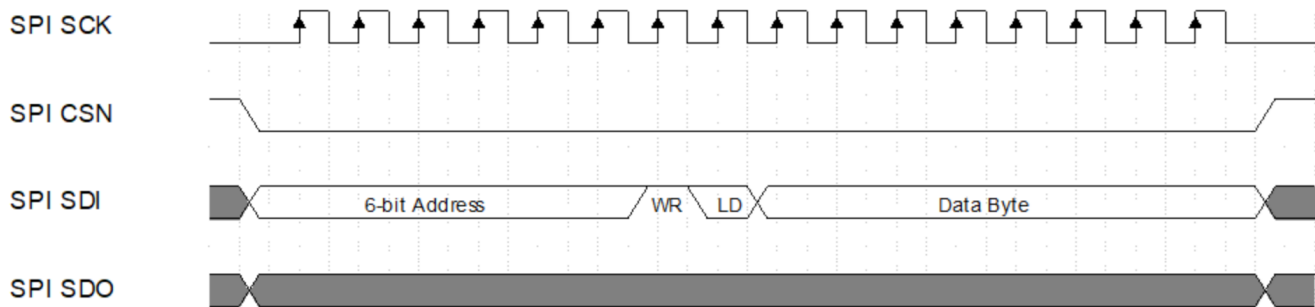 SPI SCK
SPI CSN
SPI SDI
6-bit Address
WR
LD
Data Byte
SPI SDO